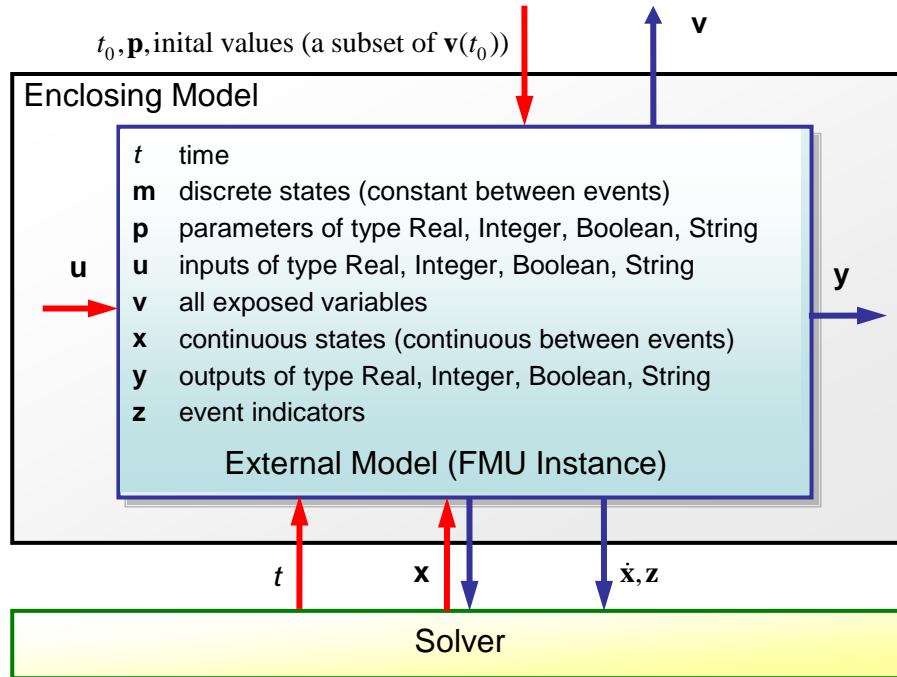 t₀, p, inital values (a subset of v(t₀))
v
Enclosing Model
t time
m discrete states (constant between events)
p parameters of type Real, Integer, Boolean, String
u
u inputs of type Real, Integer, Boolean, String
y
v all exposed variables
x continuous states (continuous between events)
y outputs of type Real, Integer, Boolean, String
z event indicators
External Model (FMU Instance)
t
x
ẋ, z
Solver